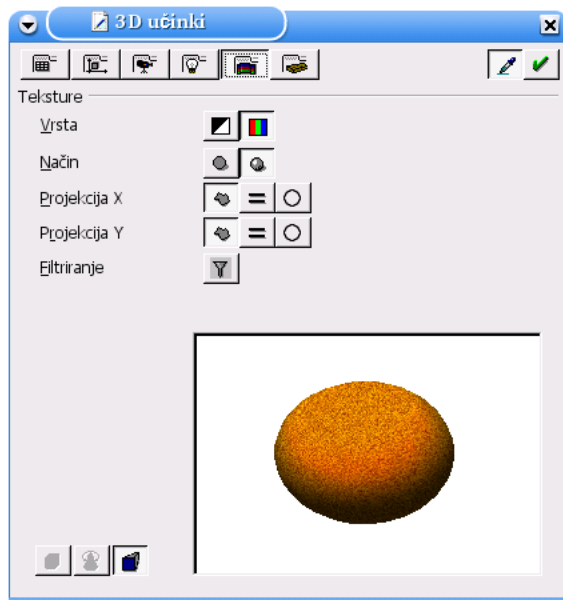 3D učinki
Teksture
Vrsta
Način
Projekcija X
Projekcija Y
Filtriranje